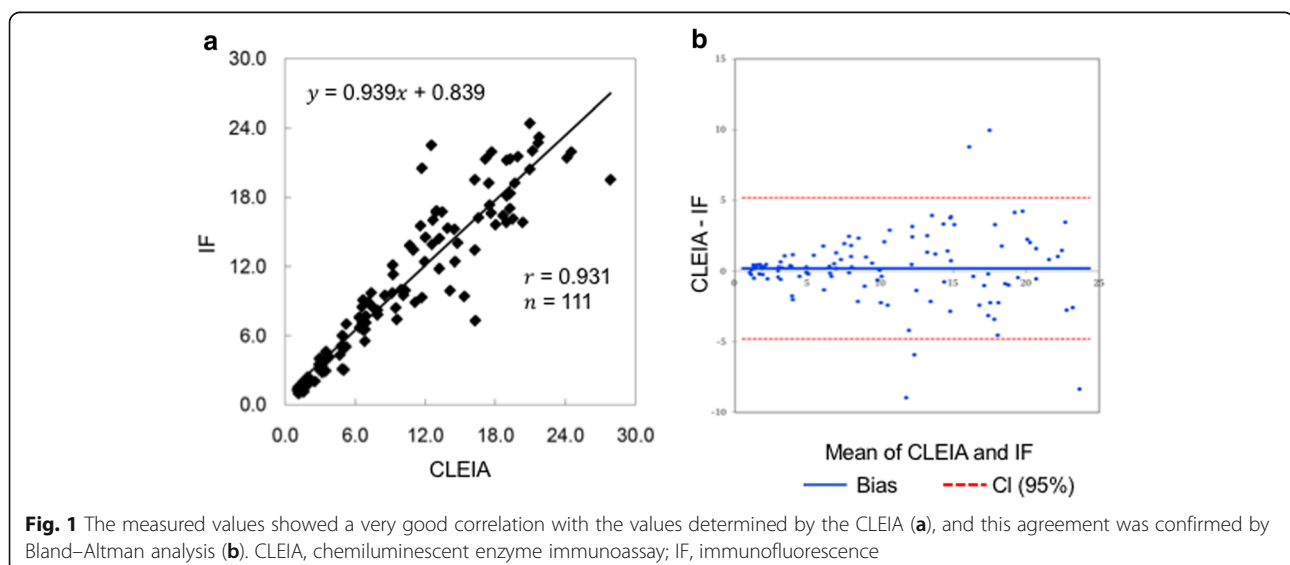 a
30.0
24.0
18.0
12.0
6.0
0.0
IF
y = 0.939x + 0.839
r = 0.931
n = 111
0.0 6.0 12.0 18.0 24.0 30.0
CLEIA
b
15
10
5
0
-5
-10
CLEIA - IF
0 5 10 15 20 25
Mean of CLEIA and IF
Bias CI (95%)
Fig. 1 The measured values showed a very good correlation with the values determined by the CLEIA (a), and this agreement was confirmed by
Bland–Altman analysis (b). CLEIA, chemiluminescent enzyme immunoassay; IF, immunofluorescence